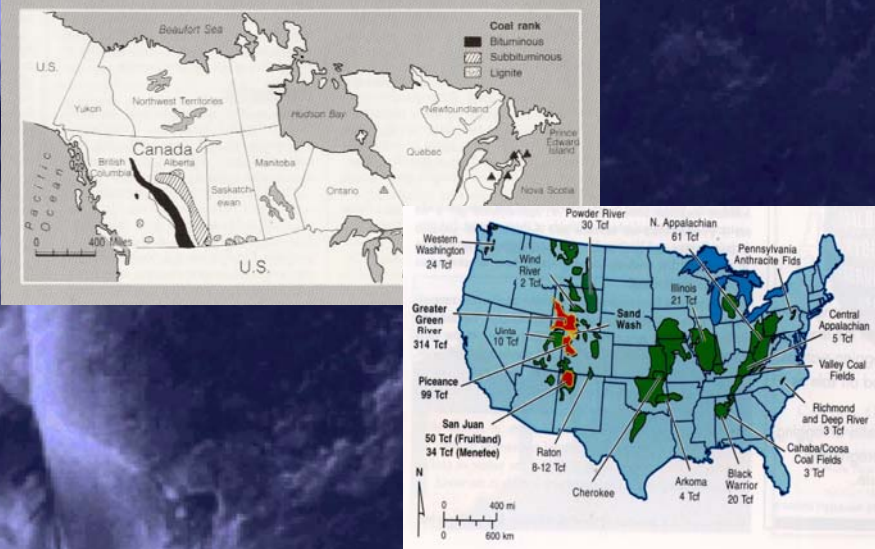 Coal rank
Bituminous
Subbituminous
Lignite
Beaufort Sea
U.S.
Yukon
Northwest Territories
Hudson Bay
Newfoundland
Prince
Edward
Island
Canada
British
Columbia
Alberta
Saskatch-
ewan
Manitoba
Ontario
Quebec
Nova Scotia
Pacific
Ocean
0 400 Miles
U.S.
Powder River
30 Tcf
N. Appalachian
61 Tcf
Western
Washington
24 Tcf
Wind
River
2 Tcf
Pennsylvania
Anthracite Flds
Illinois
21 Tcf
Greater
Green
River
314 Tcf
Uinta
10 Tcf
Sand
Wash
Central
Appalachian
5 Tcf
Valley Coal
Fields
Piceance
99 Tcf
Richmond
and Deep River
3 Tcf
San Juan
50 Tcf (Fruitland)
34 Tcf (Menefee)
Raton
8-12 Tcf
Cherokee
Arkoma
4 Tcf
Black
Warrior
20 Tcf
Cahaba/Coosa
Coal Fields
3 Tcf
N
0 400 mi
0 600 km